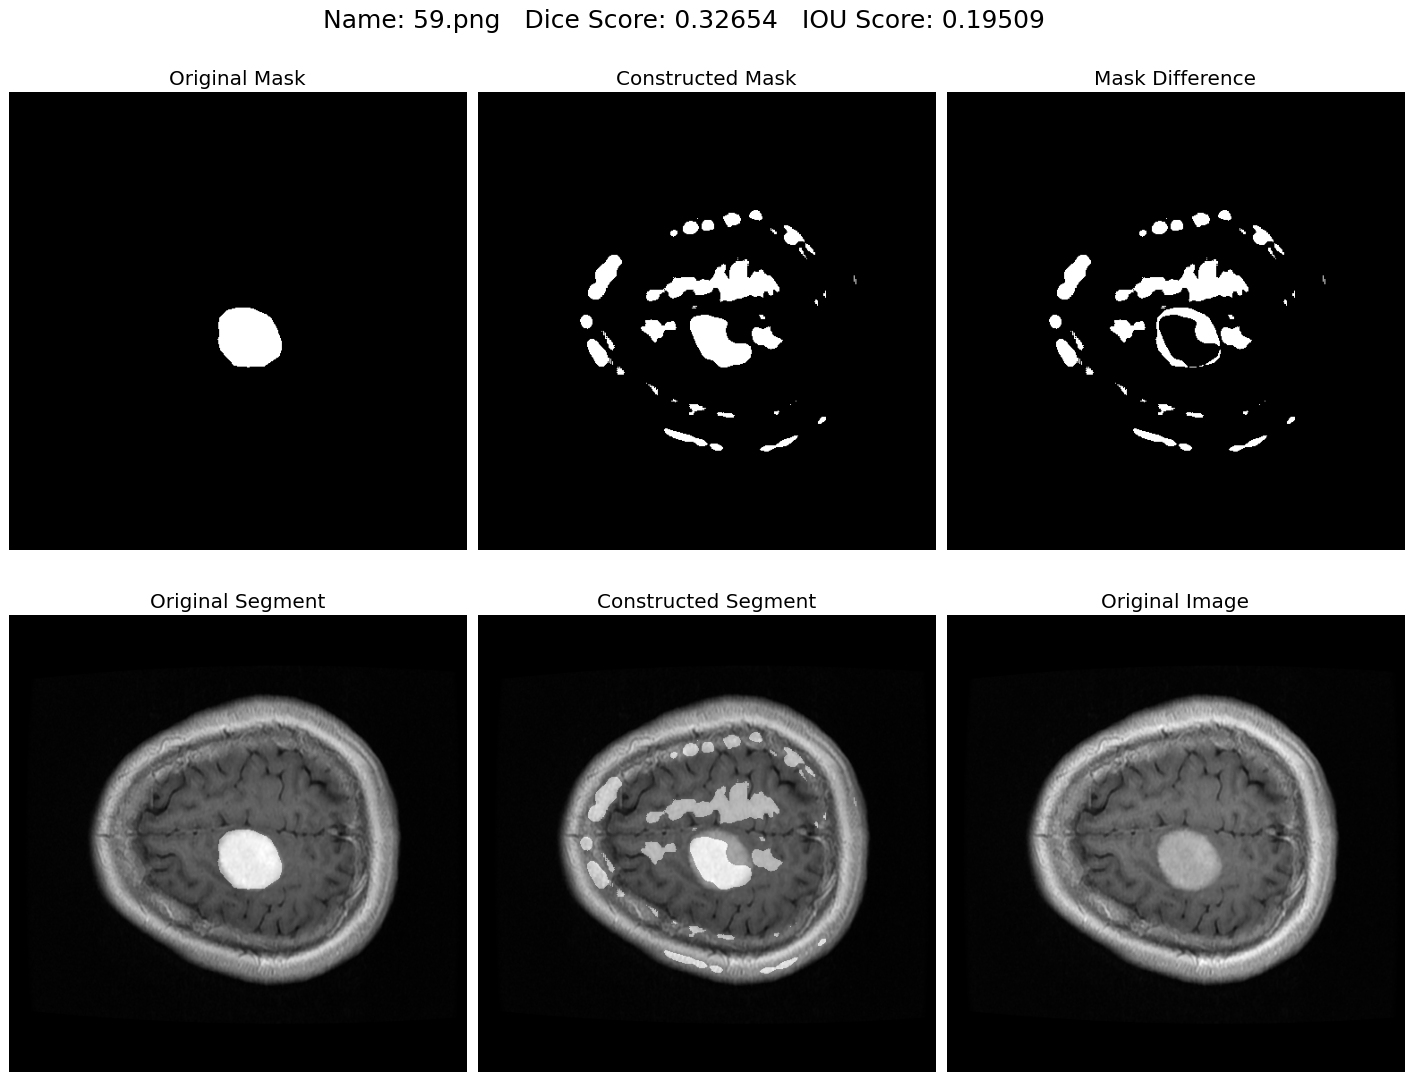 Name: 59.png   Dice Score: 0.32654   IOU Score: 0.19509
Original Mask
Constructed Mask
Mask Difference
Original Segment
Constructed Segment
Original Image